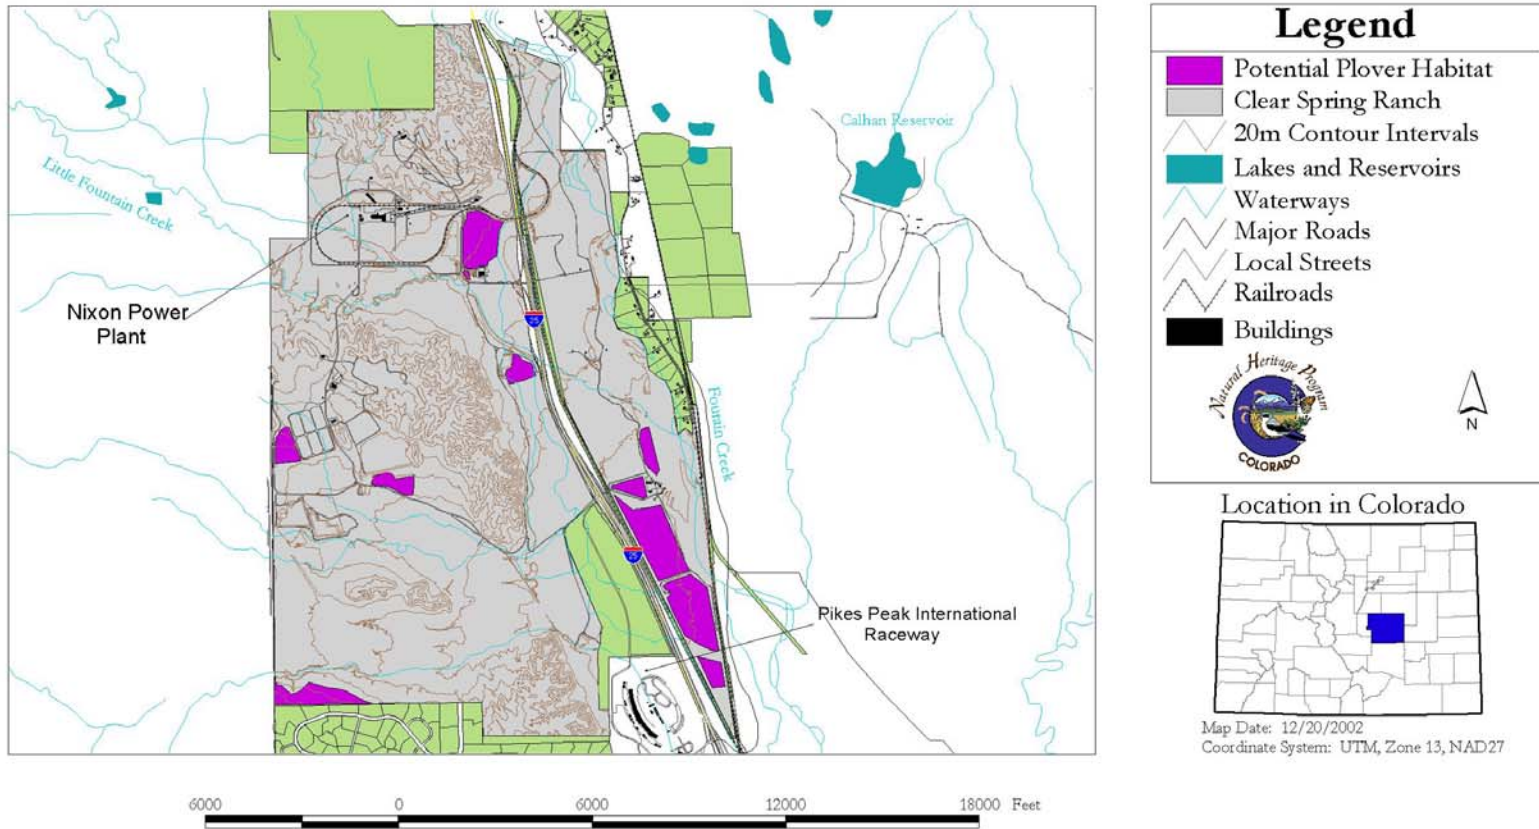 Calhan Reservoir
Little Fountain Creek
Nixon Power
Plant
25
Fountain Creek
25
Pikes Peak International
Raceway
6000 0 6000 12000 18000 Feet
Legend
Potential Plover Habitat
Clear Spring Ranch
20m Contour Intervals
Lakes and Reservoirs
Waterways
Major Roads
Local Streets
Railroads
Buildings
Natural Heritage Program
COLORADO
N
Location in Colorado
Map Date: 12/20/2002
Coordinate System: UTM, Zone 13, NAD27